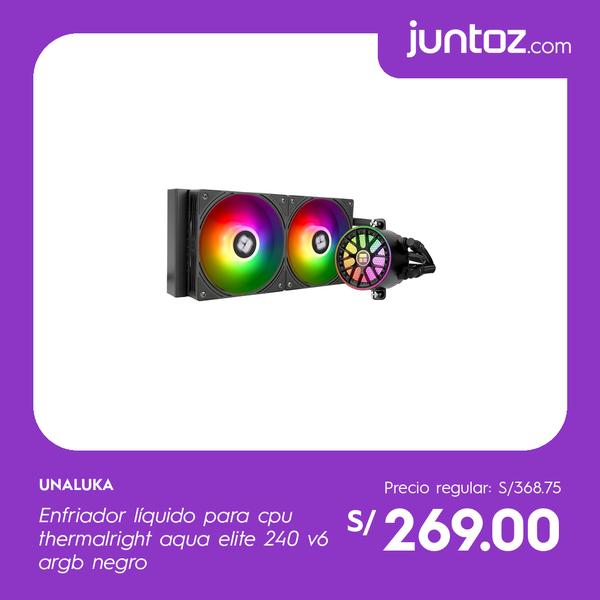 juntoz.com
UNALUKA
Enfriador líquido para cpu
thermalright aqua elite 240 v6
argb negro
Precio regular: S/368.75
S/ 269.00